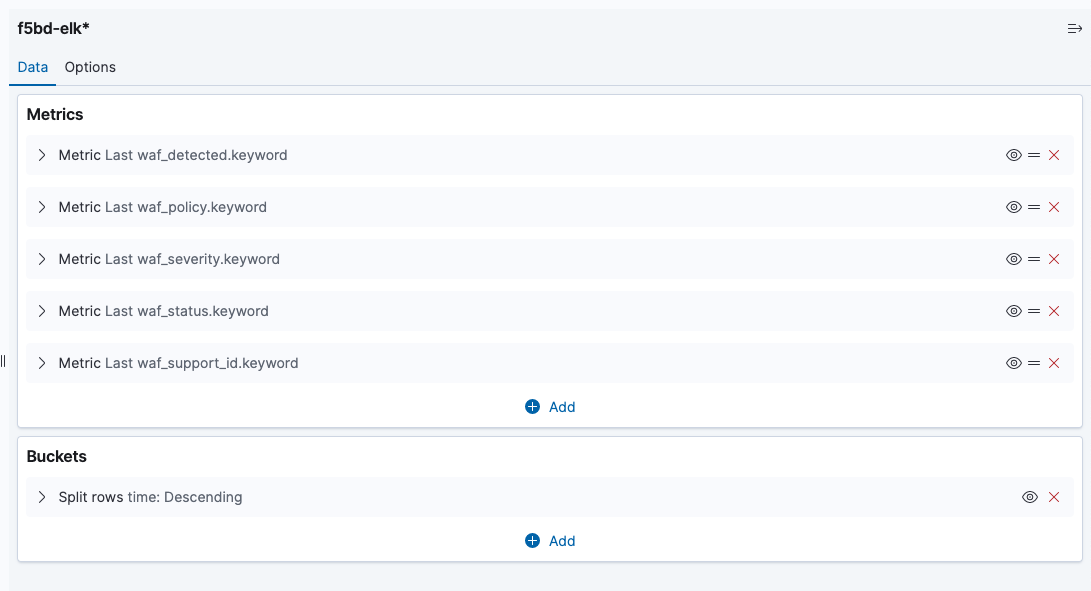 f5bd-elk*
Data Options
Metrics
Metric Last waf_detected.keyword
Metric Last waf_policy.keyword
Metric Last waf_severity.keyword
Metric Last waf_status.keyword
Metric Last waf_support_id.keyword
Add
Buckets
Split rows time: Descending
Add